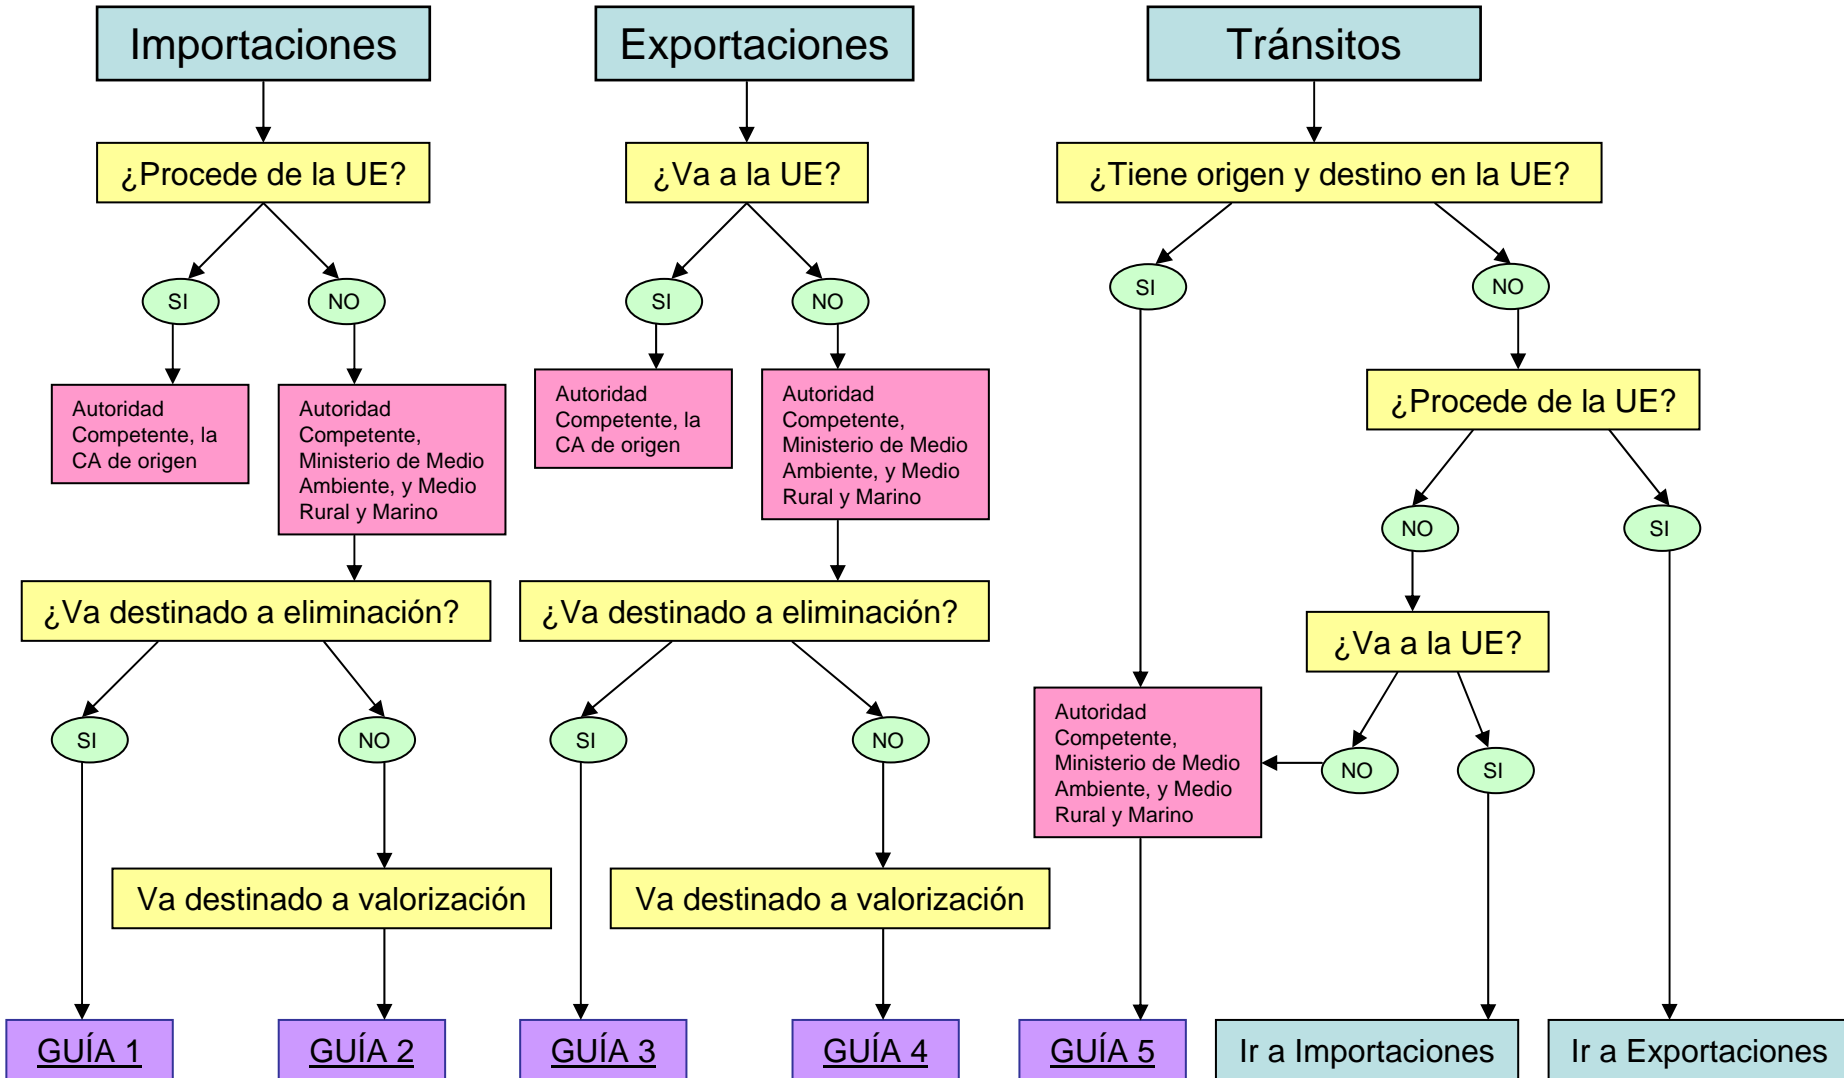 Importaciones
Exportaciones
Tránsitos
¿Procede de la UE?
¿Va a la UE?
¿Tiene origen y destino en la UE?
SI
NO
SI
NO
SI
NO
Autoridad
Competente, la
CA de origen
Autoridad
Competente,
Ministerio de Medio
Ambiente, y Medio
Rural y Marino
Autoridad
Competente, la
CA de origen
Autoridad
Competente,
Ministerio de Medio
Ambiente, y Medio
Rural y Marino
¿Procede de la UE?
NO
SI
¿Va destinado a eliminación?
¿Va destinado a eliminación?
¿Va a la UE?
SI
NO
SI
NO
Autoridad
Competente,
Ministerio de Medio
Ambiente, y Medio
Rural y Marino
NO
SI
Va destinado a valorización
Va destinado a valorización
GUÍA 1
GUÍA 2
GUÍA 3
GUÍA 4
GUÍA 5
Ir a Importaciones
Ir a Exportaciones